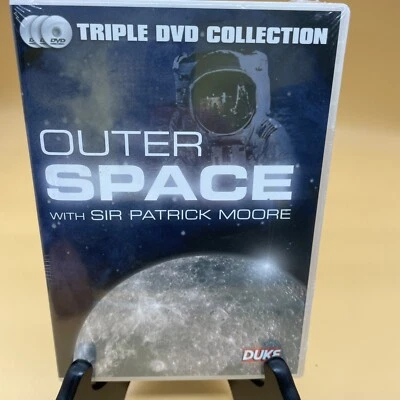 DVD
TRIPLE DVD COLLECTION
OUTER
SPACE
WITH SIR PATRICK MOORE
DUKE